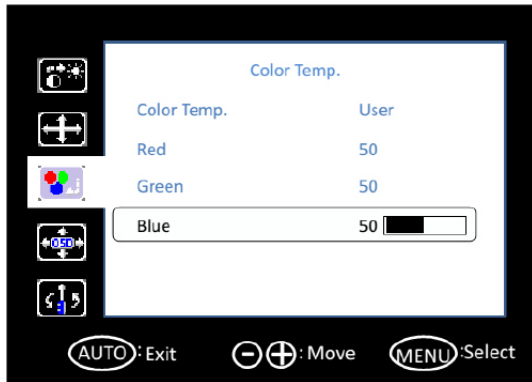 Color Temp.
Color Temp. User
Red 50
Green 50
Blue 50
OSD
AUTO : Exit - + : Move MENU :Select